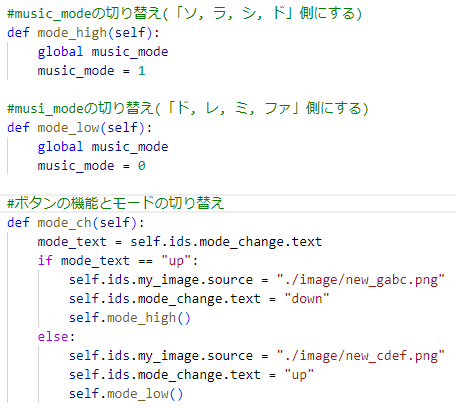 #music_modeの切り替え(「ソ, ラ, シ, ド」側にする)
def mode_high(self):
    global music_mode
    music_mode = 1
#musi_modeの切り替え(「ド, レ, ミ, ファ」側にする)
def mode_low(self):
    global music_mode
    music_mode = 0
#ボタンの機能とモードの切り替え
def mode_ch(self):
    mode_text = self.ids.mode_change.text
    if mode_text == "up":
        self.ids.my_image.source = "./image/new_gabc.png"
        self.ids.mode_change.text = "down"
        self.mode_high()
    else:
        self.ids.my_image.source = "./image/new_cdef.png"
        self.ids.mode_change.text = "up"
        self.mode_low()